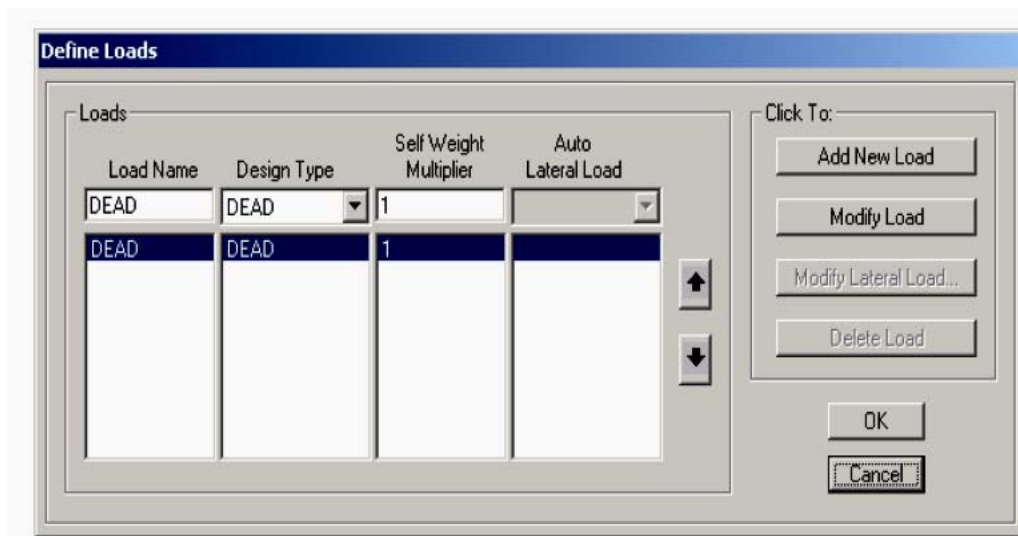 Define Loads
Loads
Load Name
Design Type
Self Weight
Multiplier
Auto
Lateral Load
DEAD
DEAD
1
DEAD
DEAD
1
Click To:
Add New Load
Modify Load
Modify Lateral Load...
Delete Load
OK
Cancel